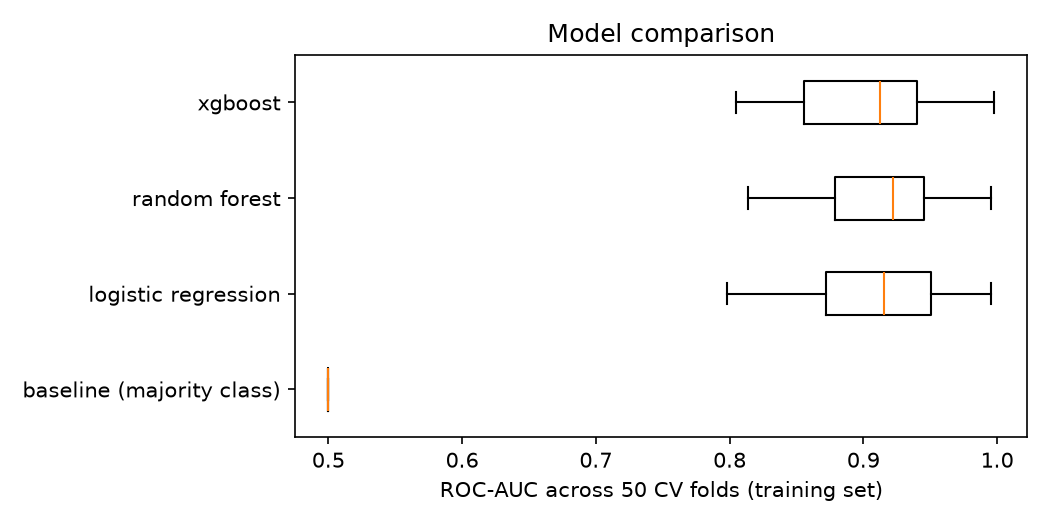 Model comparison
xgboost
random forest
logistic regression
baseline (majority class)
0.5 0.6 0.7 0.8 0.9 1.0
ROC-AUC across 50 CV folds (training set)